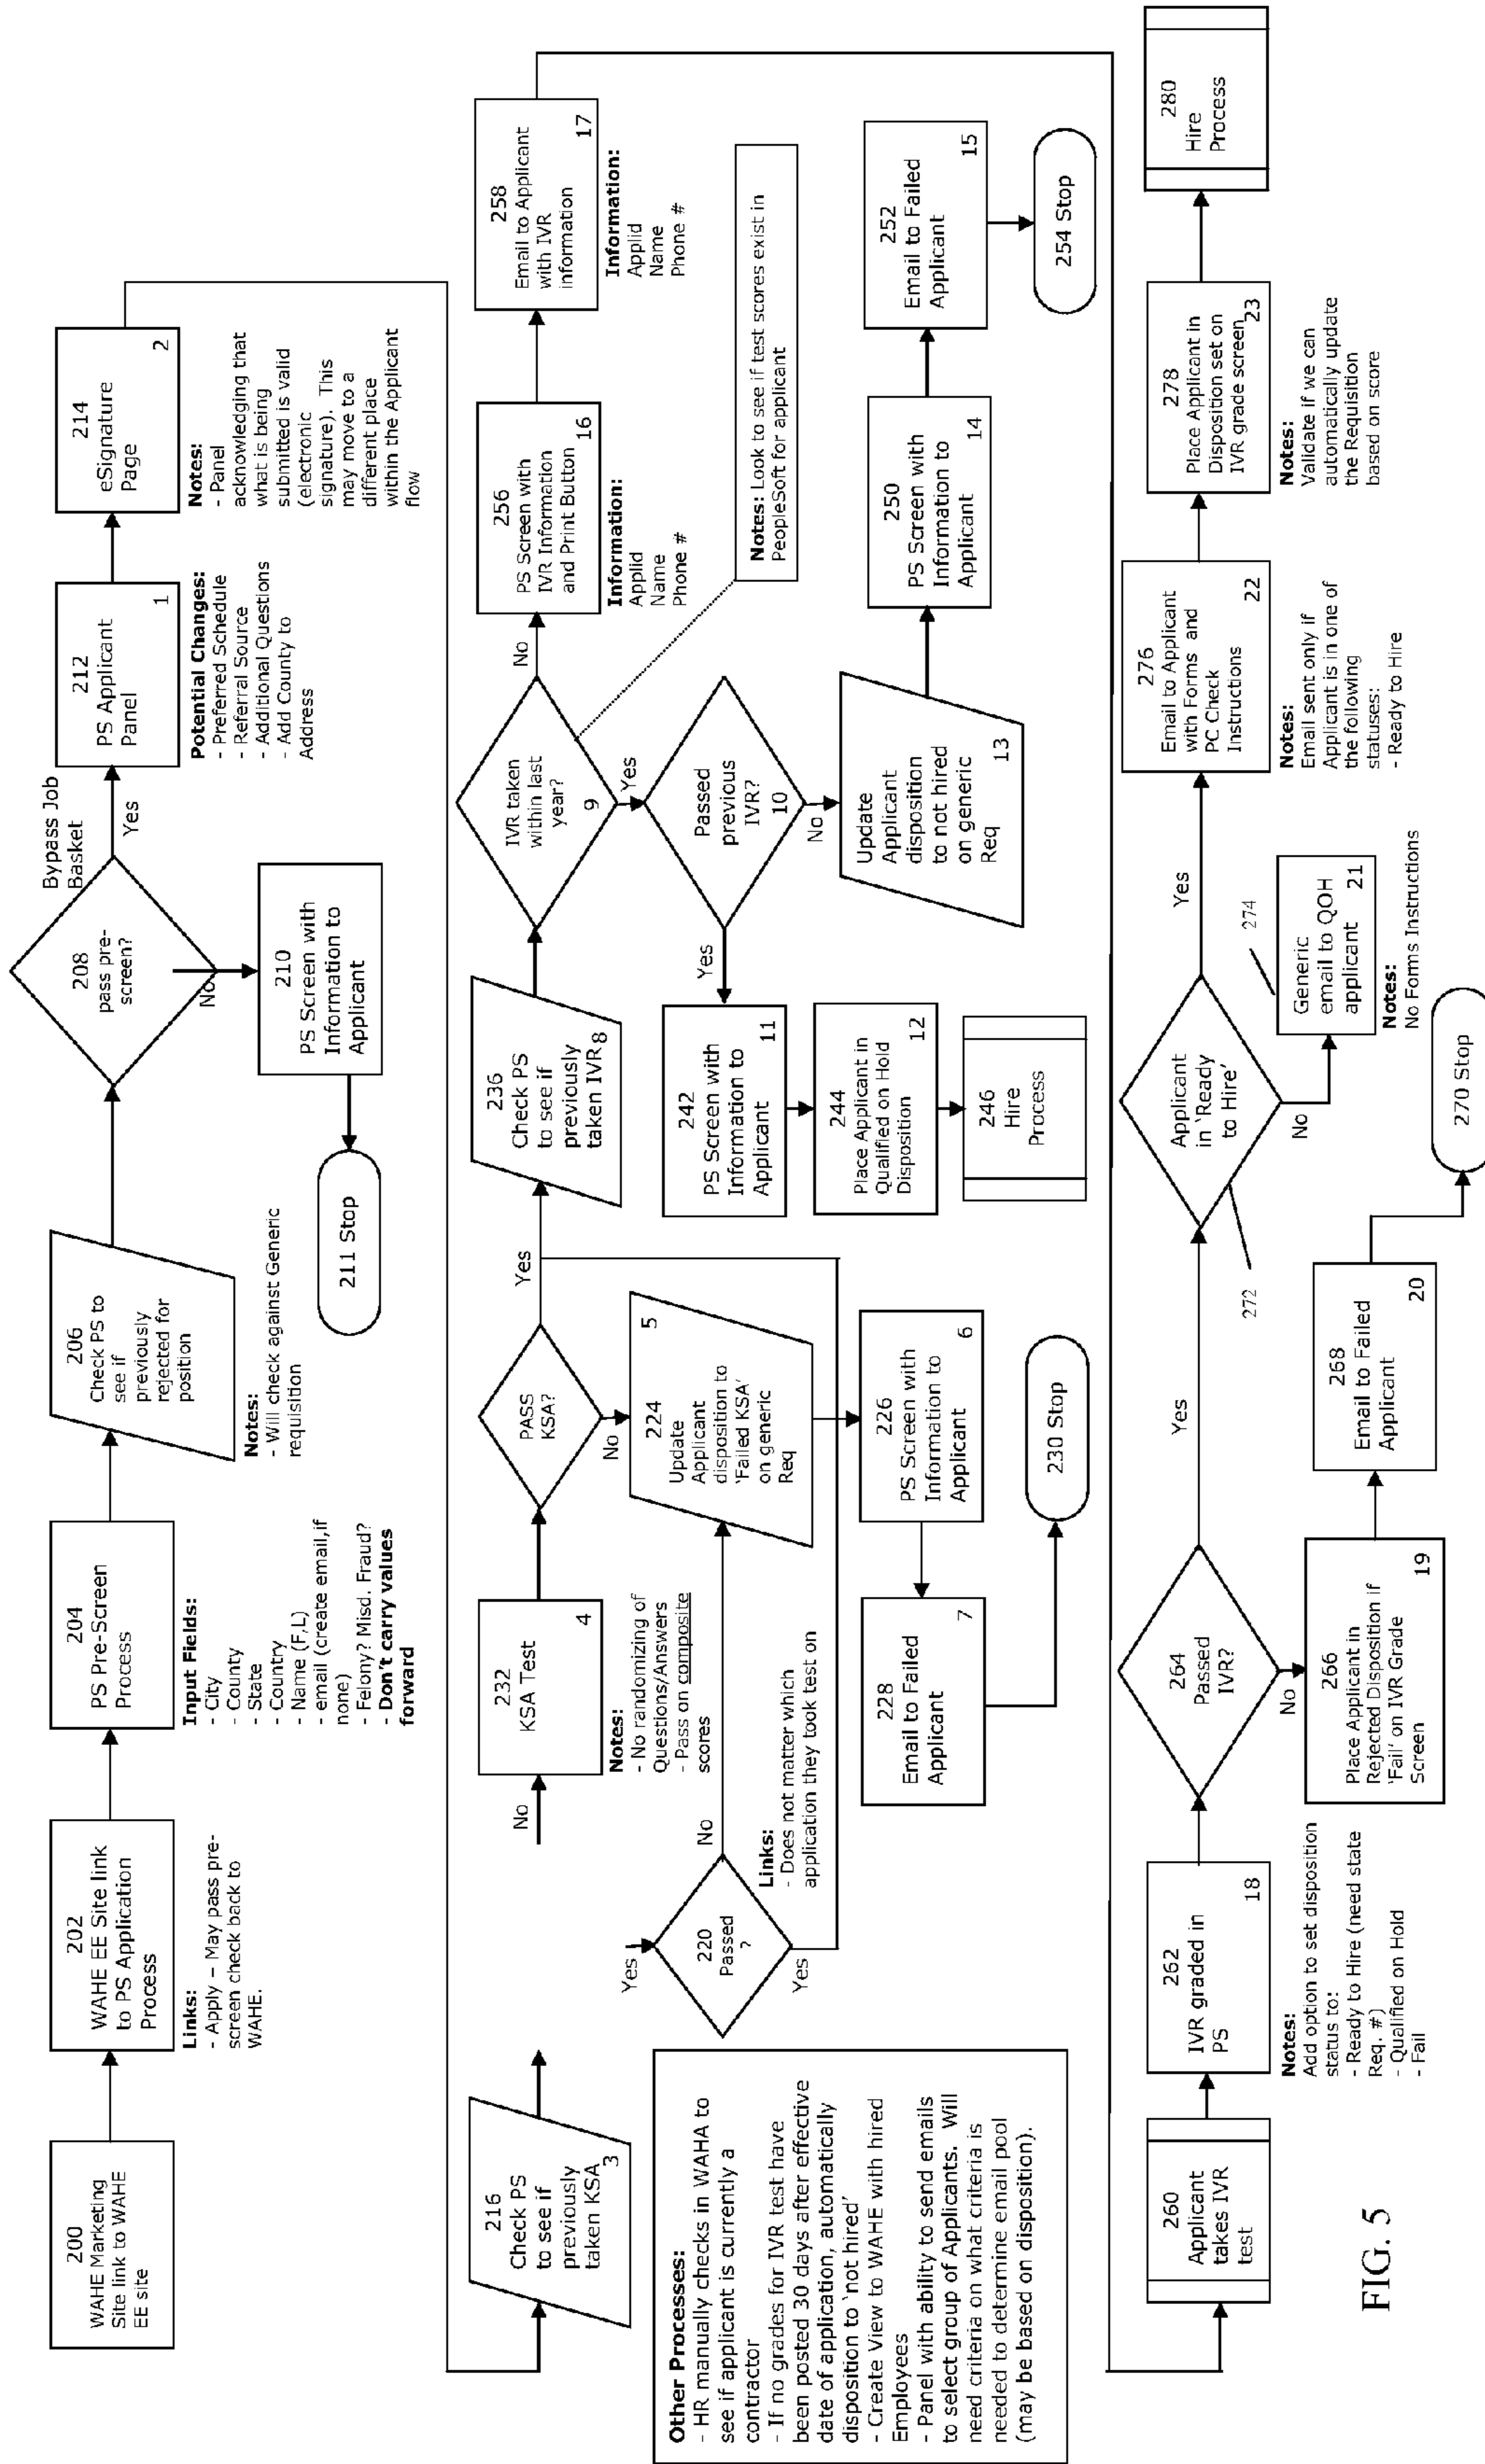 200
WAHE Marketing
Site link to WAHE
EE site
202
WAHE EE Site link
to PS Application
Process
Links:
- Apply – May pass pre-
screen check back to
WAHE.
204
PS Pre-Screen
Process
Input Fields:
- City
- County
- State
- Country
- Name (F,L)
- email (create email,if
none)
- Felony? Misd. Fraud?
- Don't carry values
forward
206
Check PS to
see if
previously
rejected for
position
Notes:
- Will check against Generic
requisition
208
pass pre-
screen?
Bypass Job
Basket
Yes
No
210
PS Screen with
Information to
Applicant
211 Stop
212
PS Applicant
Panel
1
Potential Changes:
- Preferred Schedule
- Referral Source
- Additional Questions
- Add County to
Address
214
eSignature
Page
2
Notes:
- Panel
acknowledging that
what is being
submitted is valid
(electronic
signature). This
may move to a
different place
within the Applicant
flow
216
Check PS
to see if
previously
taken KSA
3
Yes
220
Passed
?
No
Yes
Links:
- Does not matter which
application they took test on
No
232
KSA Test
4
Notes:
- No randomizing of
Questions/Answers
- Pass on composite
scores
PASS
KSA?
Yes
No
5
224
Update
Applicant
disposition to
'Failed KSA'
on generic
Req
226
PS Screen with
Information to
Applicant
6
228
Email to Failed
Applicant
7
230 Stop
236
Check PS
to see if
previously
taken IVR
8
IVR taken
within last
year?
9
No
Yes
Notes: Look to see if test scores exist in
PeopleSoft for applicant
Passed
previous
IVR?
10
Yes
No
242
PS Screen with
Information to
Applicant
11
244
Place Applicant in
Qualified on Hold
Disposition
12
246
Hire
Process
Update
Applicant
disposition
to not hired
on generic
Req
13
250
PS Screen with
Information to
Applicant
14
252
Email to Failed
Applicant
15
254 Stop
256
PS Screen with
IVR Information
and Print Button
16
Information:
Applid
Name
Phone #
258
Email to Applicant
with IVR
information
17
Information:
Applid
Name
Phone #
Other Processes:
- HR manually checks in WAHA to
see if applicant is currently a
contractor
- If no grades for IVR test have
been posted 30 days after effective
date of application, automatically
disposition to 'not hired'
- Create View to WAHE with hired
Employees
- Panel with ability to send emails
to select group of Applicants. Will
need criteria on what criteria is
needed to determine email pool
(may be based on disposition).
260
Applicant
takes IVR
test
262
IVR graded in
PS
18
Notes:
Add option to set disposition
status to:
- Ready to Hire (need state
Req. #)
- Qualified on Hold
- Fail
264
Passed
IVR?
Yes
No
266
Place Applicant in
Rejected Disposition if
'Fail' on IVR Grade
Screen
19
268
Email to Failed
Applicant
20
270 Stop
Applicant
in 'Ready
to Hire'
272
Yes
No
274
Generic
email to QOH
applicant
21
Notes:
No Forms Instructions
276
Email to Applicant
with Forms and
PC Check
Instructions
22
Notes:
Email sent only if
Applicant is in one of
the following
statuses:
- Ready to Hire
278
Place Applicant in
Disposition set on
IVR grade screen
23
Notes:
Validate if we can
automatically update
the Requisition
based on score
280
Hire
Process
FIG. 5